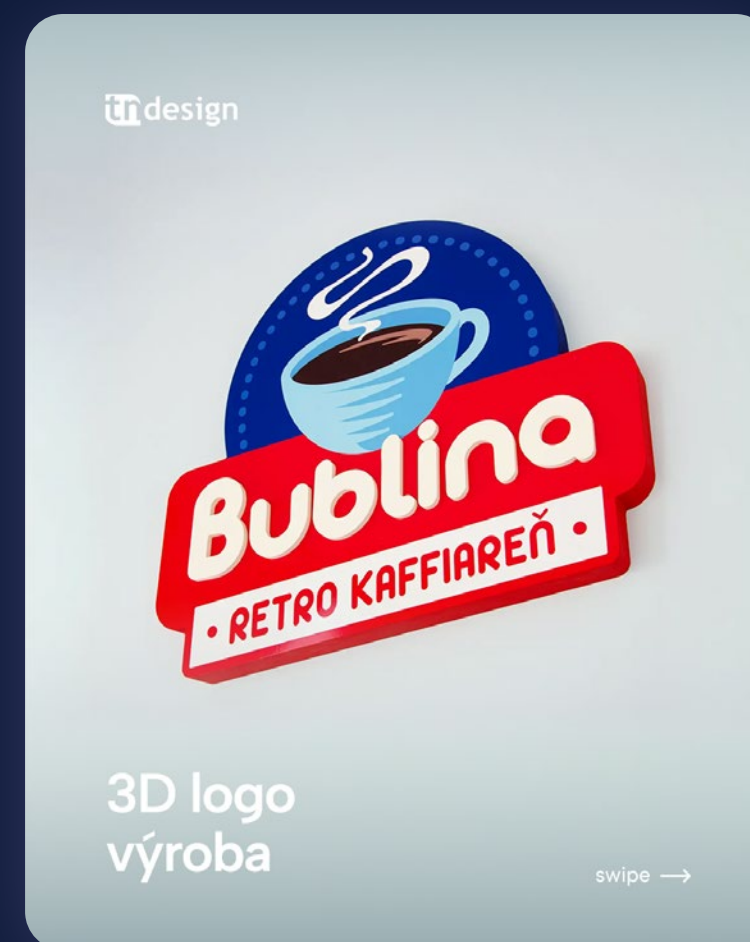 tndesign
Bublina
• RETRO KAFFIAREŇ •
3D logo
výroba
swipe →